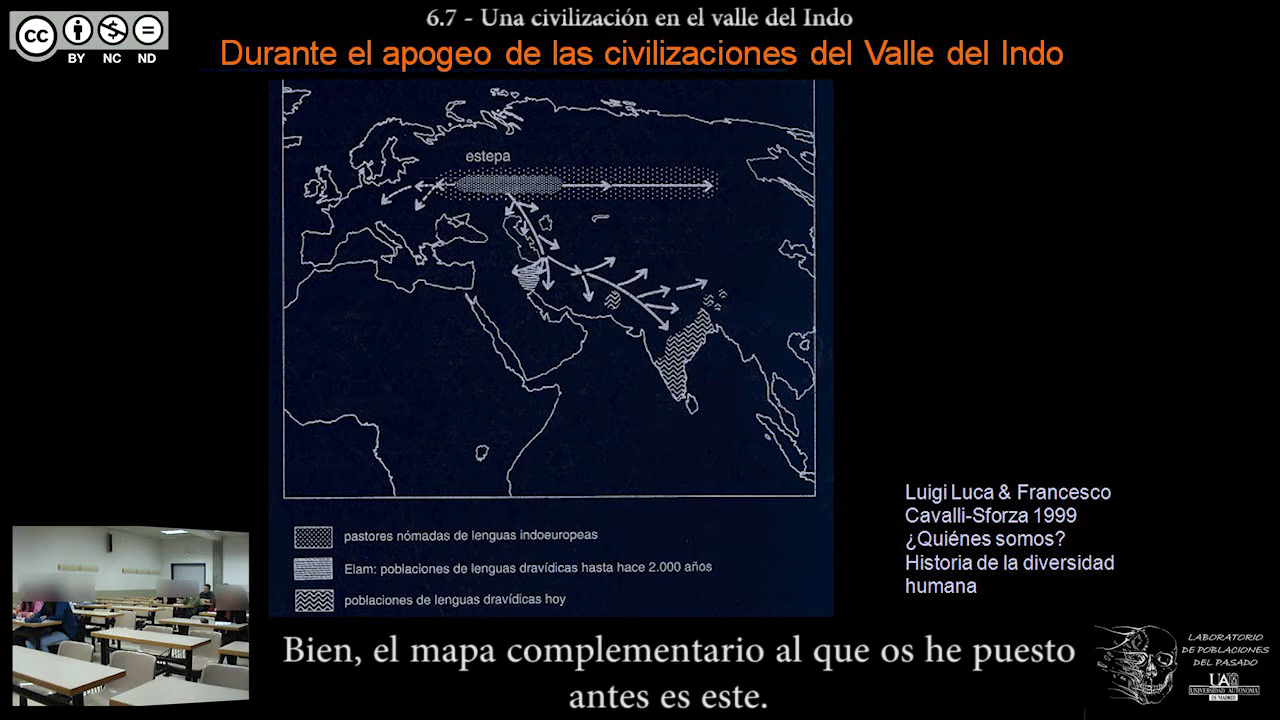 6.7 - Una civilización en el valle del Indo
BY NC ND
Durante el apogeo de las civilizaciones del Valle del Indo
estepa
pastores nómadas de lenguas indoeuropeas
Elam: poblaciones de lenguas dravídicas hasta hace 2.000 años
poblaciones de lenguas dravídicas hoy
Luigi Luca & Francesco
Cavalli-Sforza 1999
¿Quiénes somos?
Historia de la diversidad
humana
Bien, el mapa complementario al que os he puesto
antes es este.
LABORATORIO
DE POBLACIONES
DEL PASADO
UAM
UNIVERSIDAD AUTONOMA
DE MADRID